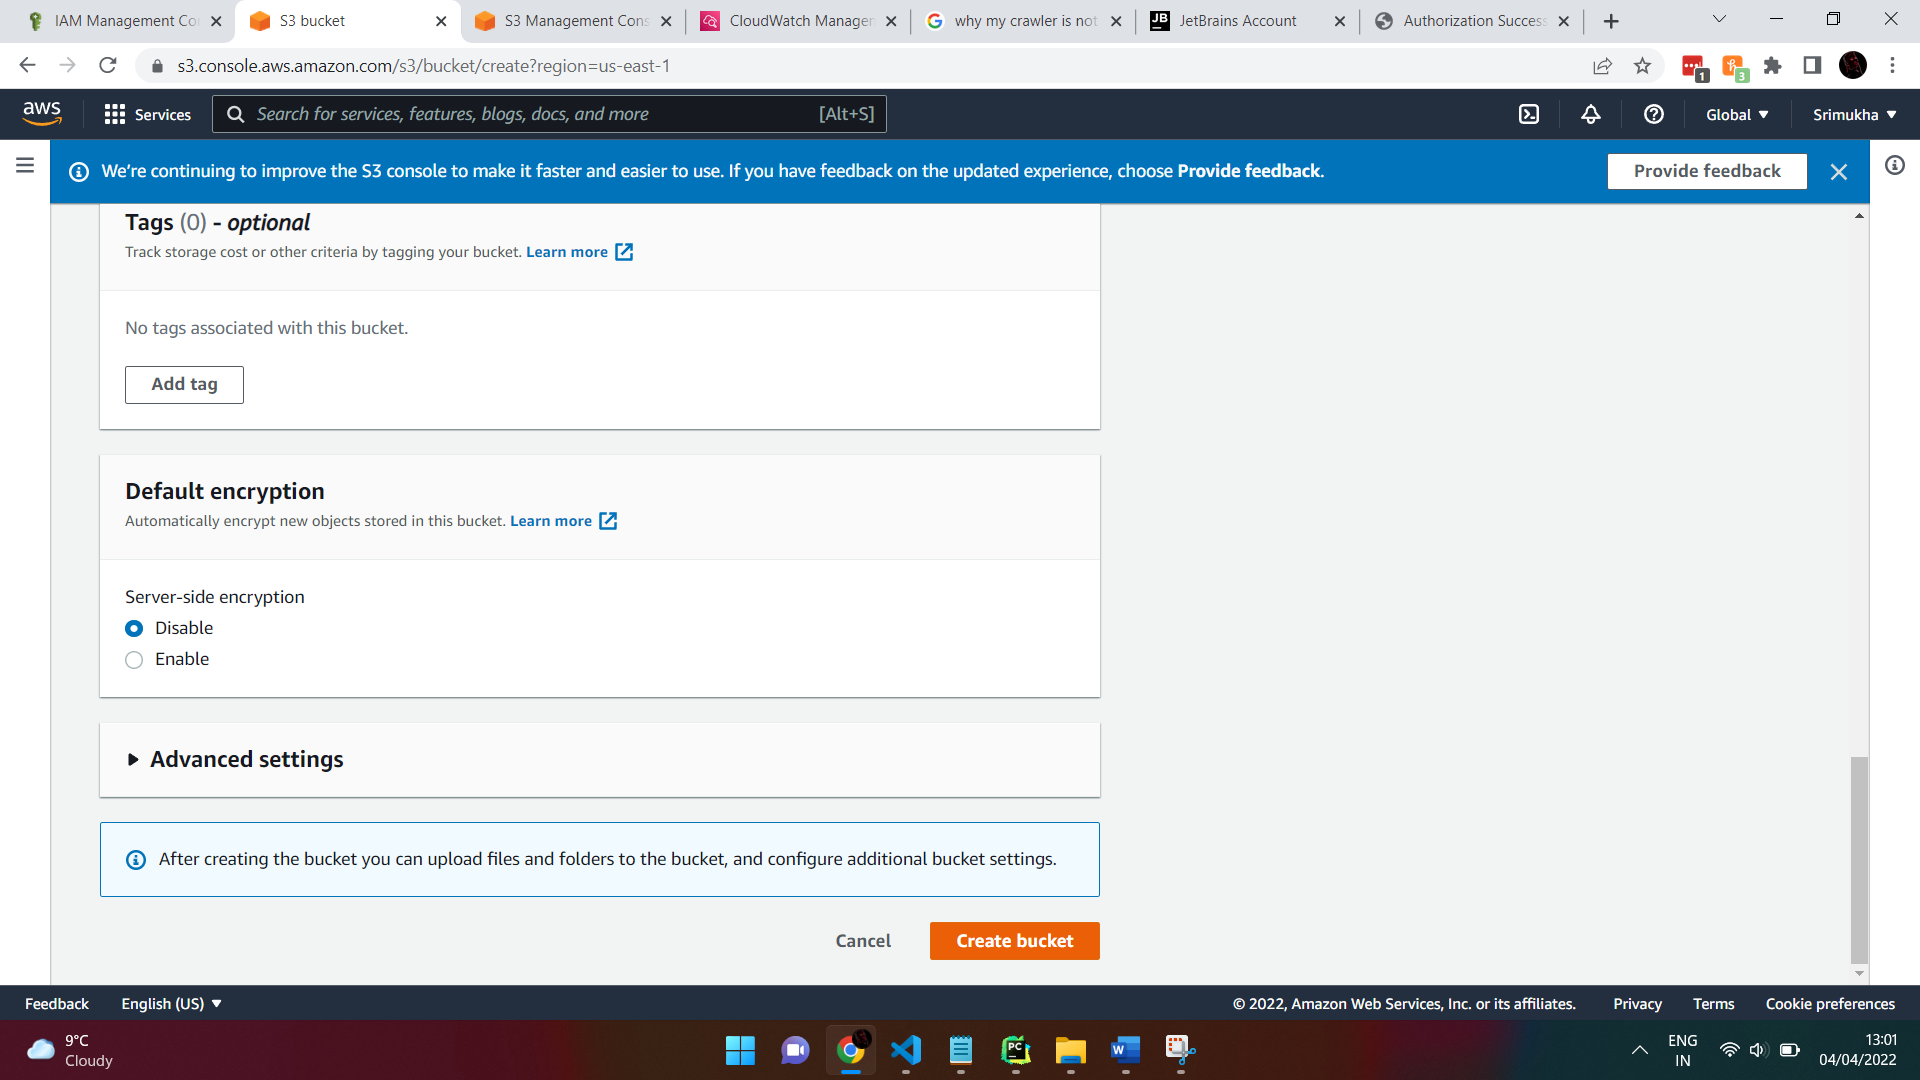 IAM Management Co
S3 bucket
S3 Management Cons
CloudWatch Manager
why my crawler is not
JetBrains Account
Authorization Success
s3.console.aws.amazon.com/s3/bucket/create?region=us-east-1
1
3
aws
Services
Search for services, features, blogs, docs, and more
[Alt+S]
Global
Srimukha
We're continuing to improve the S3 console to make it faster and easier to use. If you have feedback on the updated experience, choose Provide feedback.
Provide feedback
Tags (0) - optional
Track storage cost or other criteria by tagging your bucket. Learn more
No tags associated with this bucket.
Add tag
Default encryption
Automatically encrypt new objects stored in this bucket. Learn more
Server-side encryption
Disable
Enable
Advanced settings
After creating the bucket you can upload files and folders to the bucket, and configure additional bucket settings.
Cancel
Create bucket
Feedback
English (US)
© 2022, Amazon Web Services, Inc. or its affiliates.
Privacy
Terms
Cookie preferences
9°C
Cloudy
ENG
IN
13:01
04/04/2022